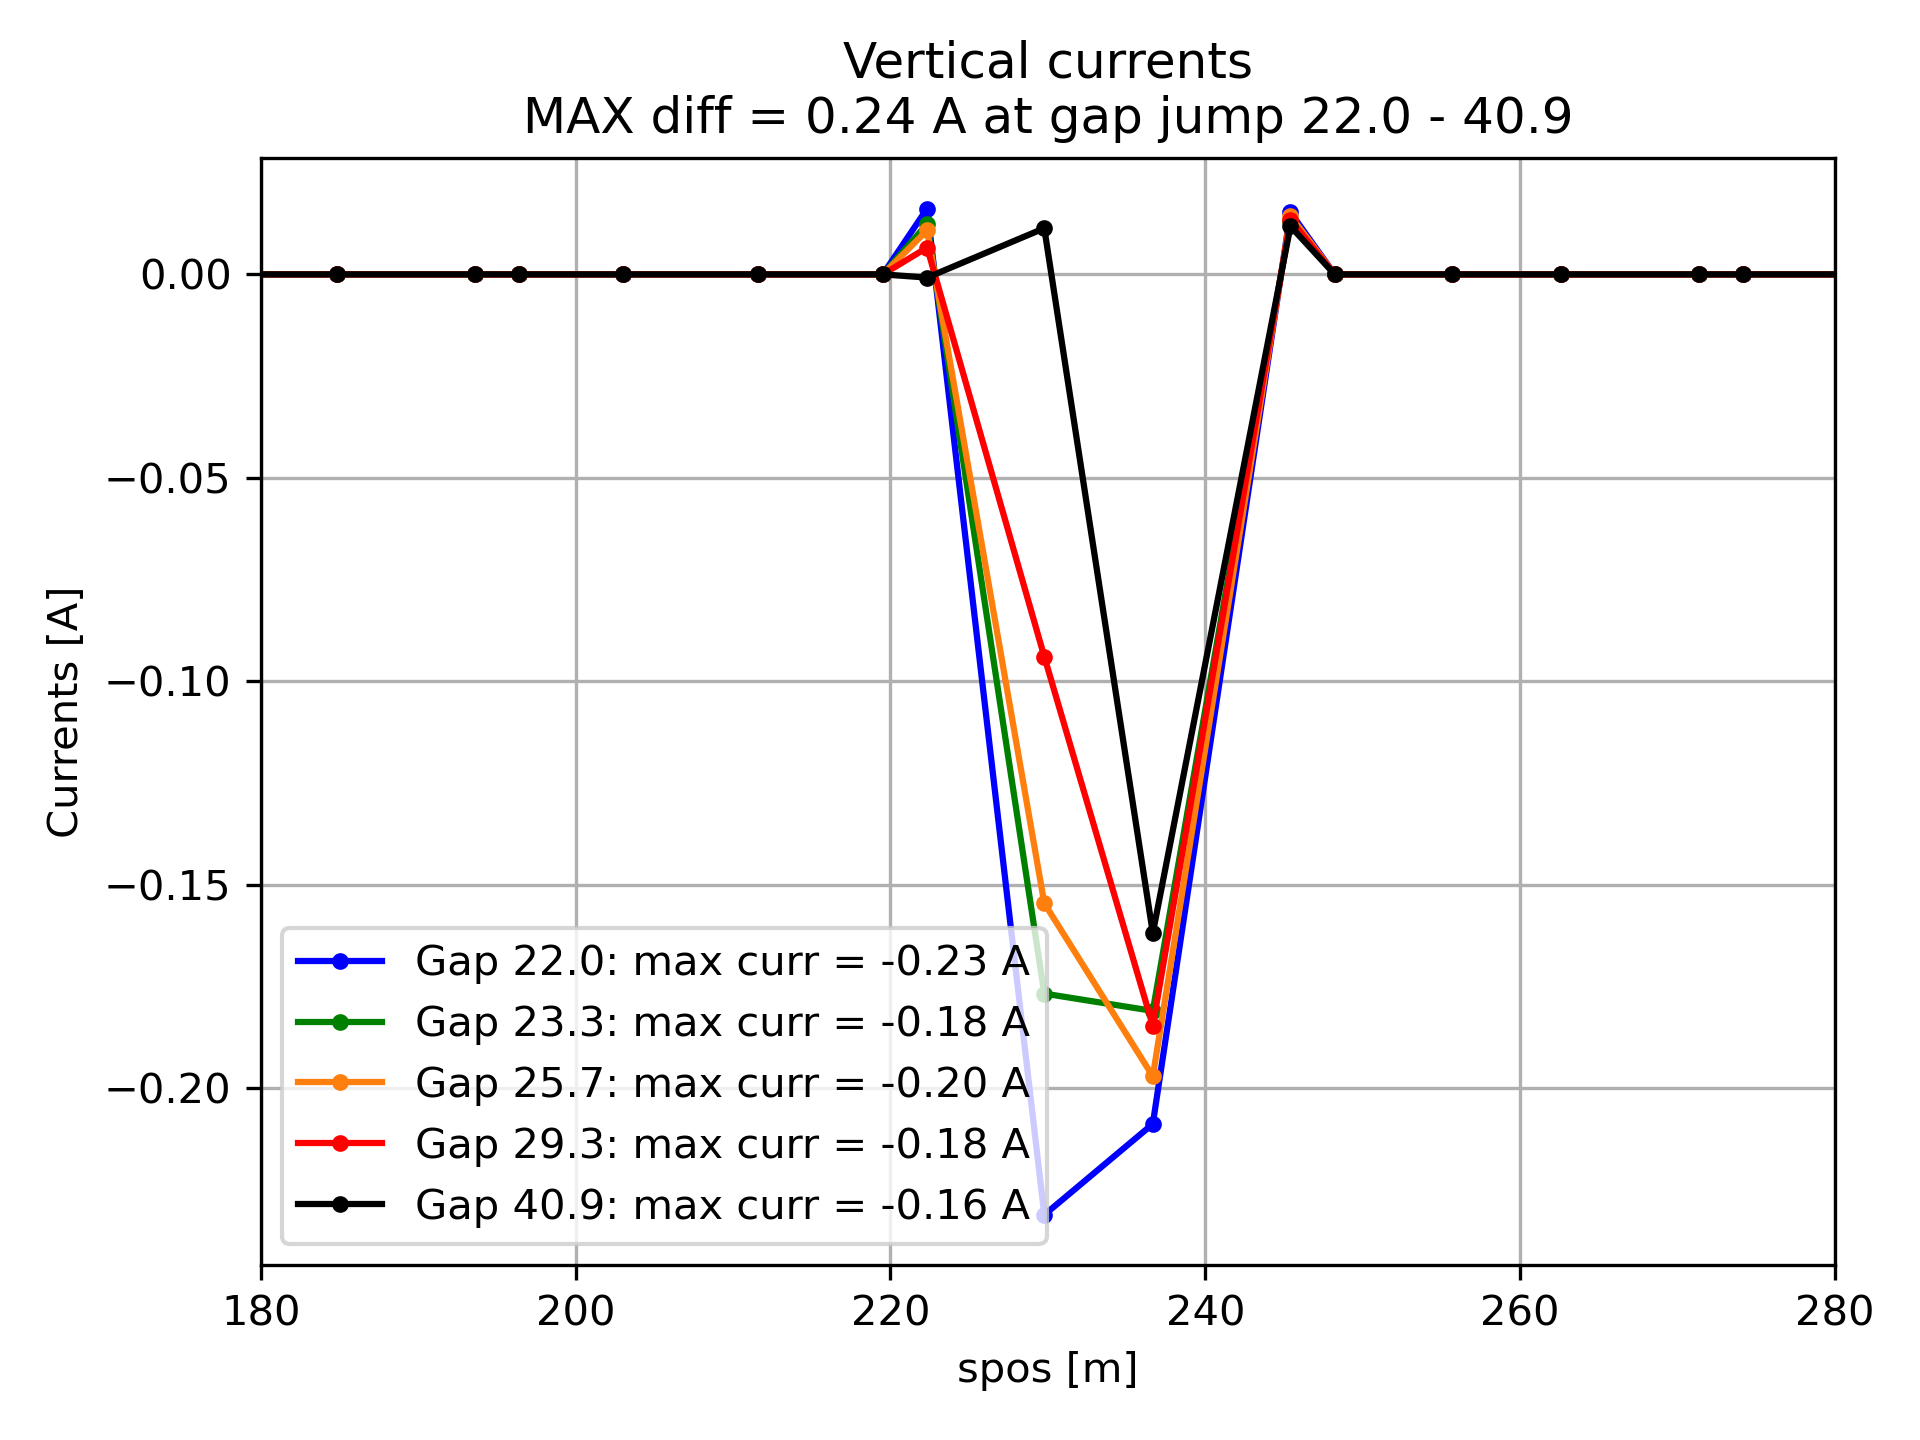 Vertical currents
MAX diff = 0.24 A at gap jump 22.0 - 40.9
Currents [A]
0.00
−0.05
−0.10
−0.15
−0.20
Gap 22.0: max curr = -0.23 A
Gap 23.3: max curr = -0.18 A
Gap 25.7: max curr = -0.20 A
Gap 29.3: max curr = -0.18 A
Gap 40.9: max curr = -0.16 A
180 200 220 240 260 280
spos [m]